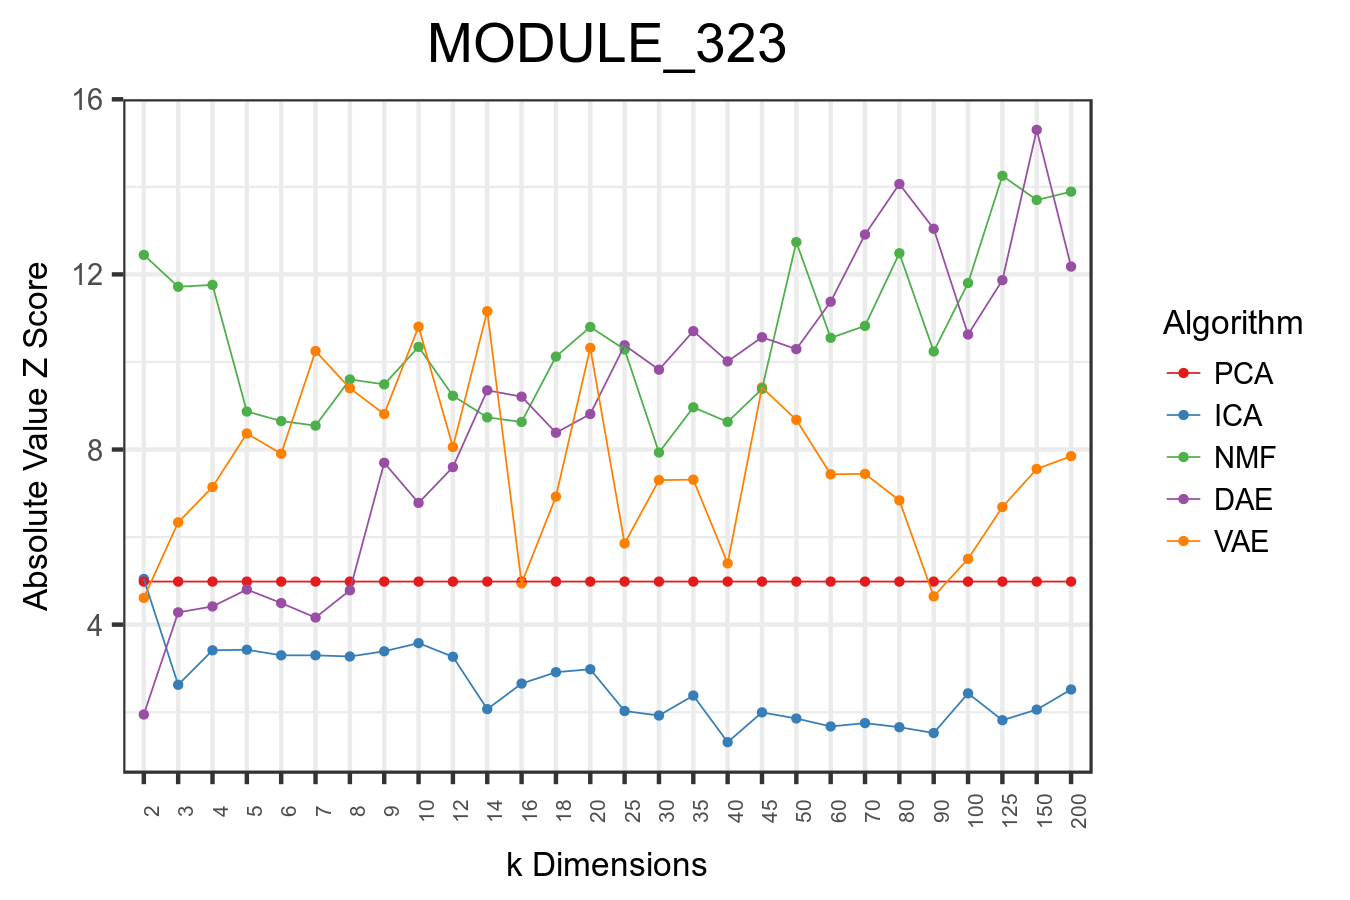 MODULE_323
Absolute Value Z Score
16
12
8
4
2 3 4 5 6 7 8 9 10 12 14 16 18 20 25 30 35 40 45 50 60 70 80 90 100 125 150 200
k Dimensions
Algorithm
PCA
ICA
NMF
DAE
VAE